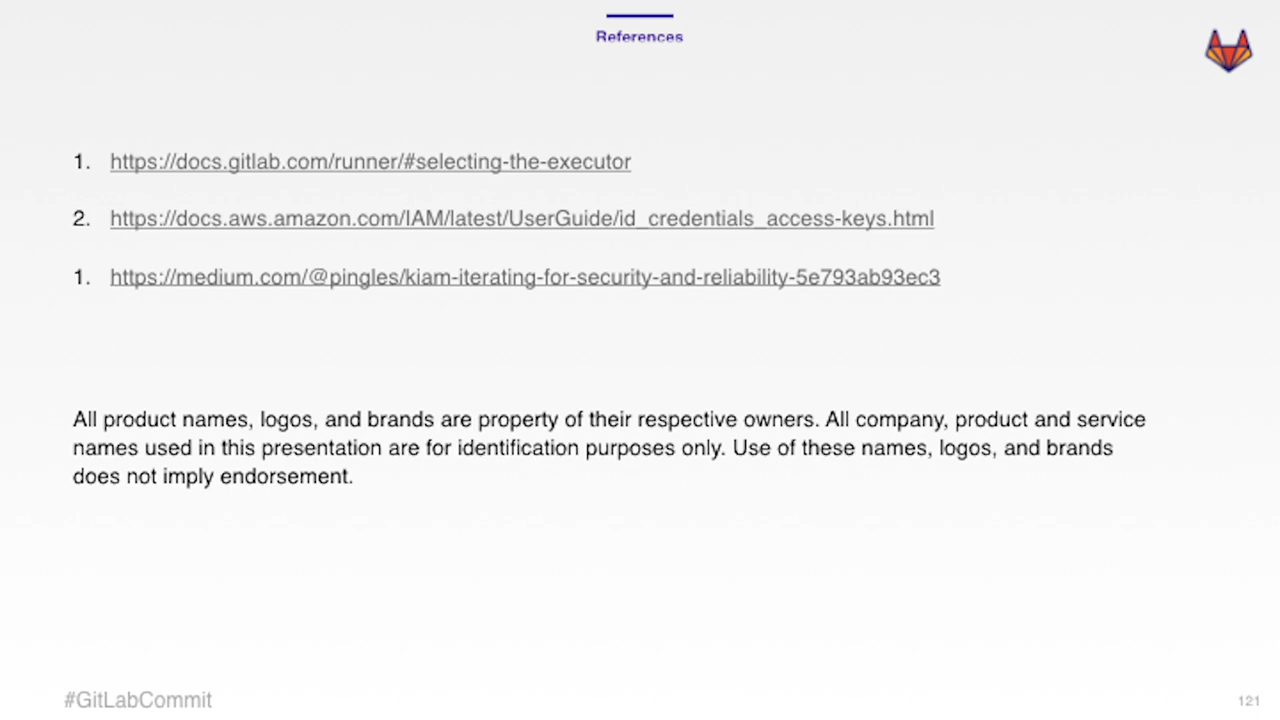 References
1. https://docs.gitlab.com/runner/#selecting-the-executor
2. https://docs.aws.amazon.com/IAM/latest/UserGuide/id_credentials_access-keys.html
1. https://medium.com/@pingles/kiam-iterating-for-security-and-reliability-5e793ab93ec3
All product names, logos, and brands are property of their respective owners. All company, product and service
names used in this presentation are for identification purposes only. Use of these names, logos, and brands
does not imply endorsement.
#GitLabCommit
121